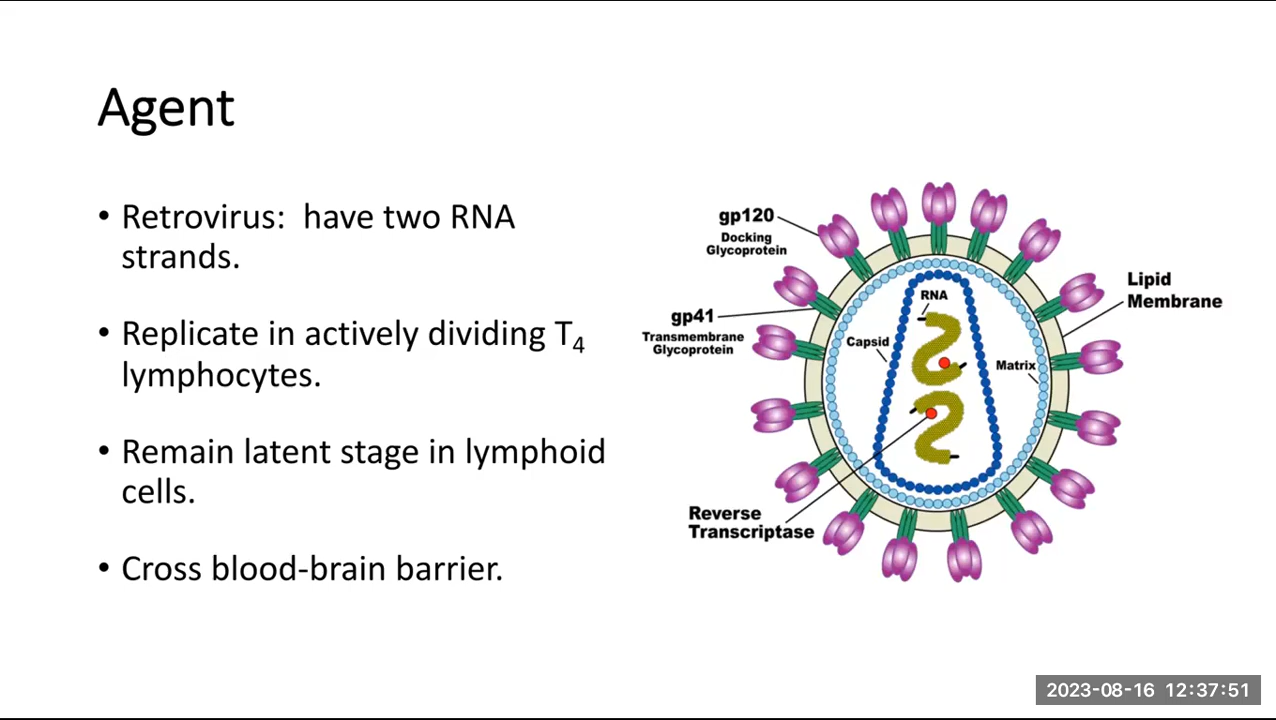 Agent
• Retrovirus:  have two RNA
strands.
• Replicate in actively dividing T₄
lymphocytes.
• Remain latent stage in lymphoid
cells.
• Cross blood-brain barrier.
gp120
Docking
Glycoprotein
gp41
Transmembrane
Glycoprotein
RNA
Capsid
Matrix
Lipid
Membrane
Reverse
Transcriptase
2023-08-16 12:37:51